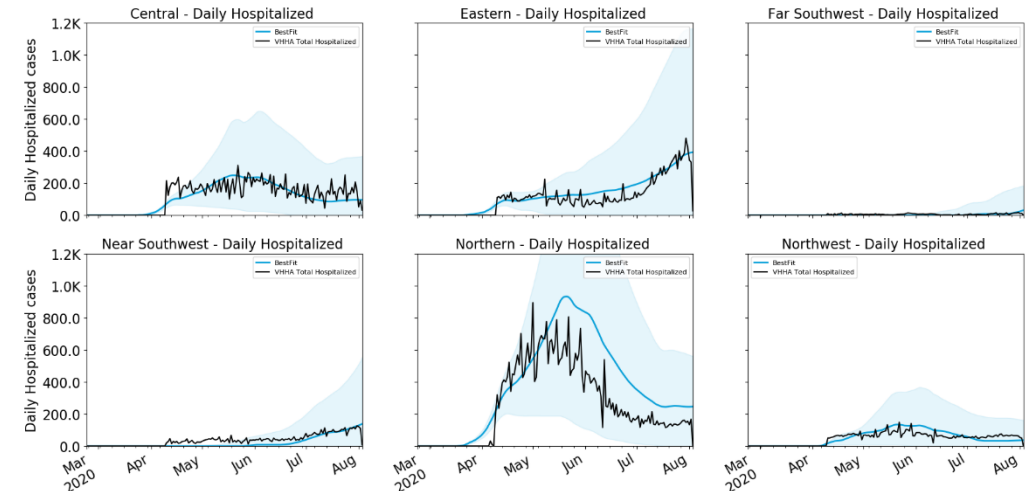 Central - Daily Hospitalized
Eastern - Daily Hospitalized
Far Southwest - Daily Hospitalized
1.2K
1.0K
800.0
600.0
400.0
200.0
0.0
Daily Hospitalized cases
BestFit
VHHA Total Hospitalized
BestFit
VHHA Total Hospitalized
BestFit
VHHA Total Hospitalized
Near Southwest - Daily Hospitalized
Northern - Daily Hospitalized
Northwest - Daily Hospitalized
1.2K
1.0K
800.0
600.0
400.0
200.0
0.0
Daily Hospitalized cases
BestFit
VHHA Total Hospitalized
BestFit
VHHA Total Hospitalized
BestFit
VHHA Total Hospitalized
Mar 2020
Apr
May
Jun
Jul
Aug
Mar 2020
Apr
May
Jun
Jul
Aug
Mar 2020
Apr
May
Jun
Jul
Aug